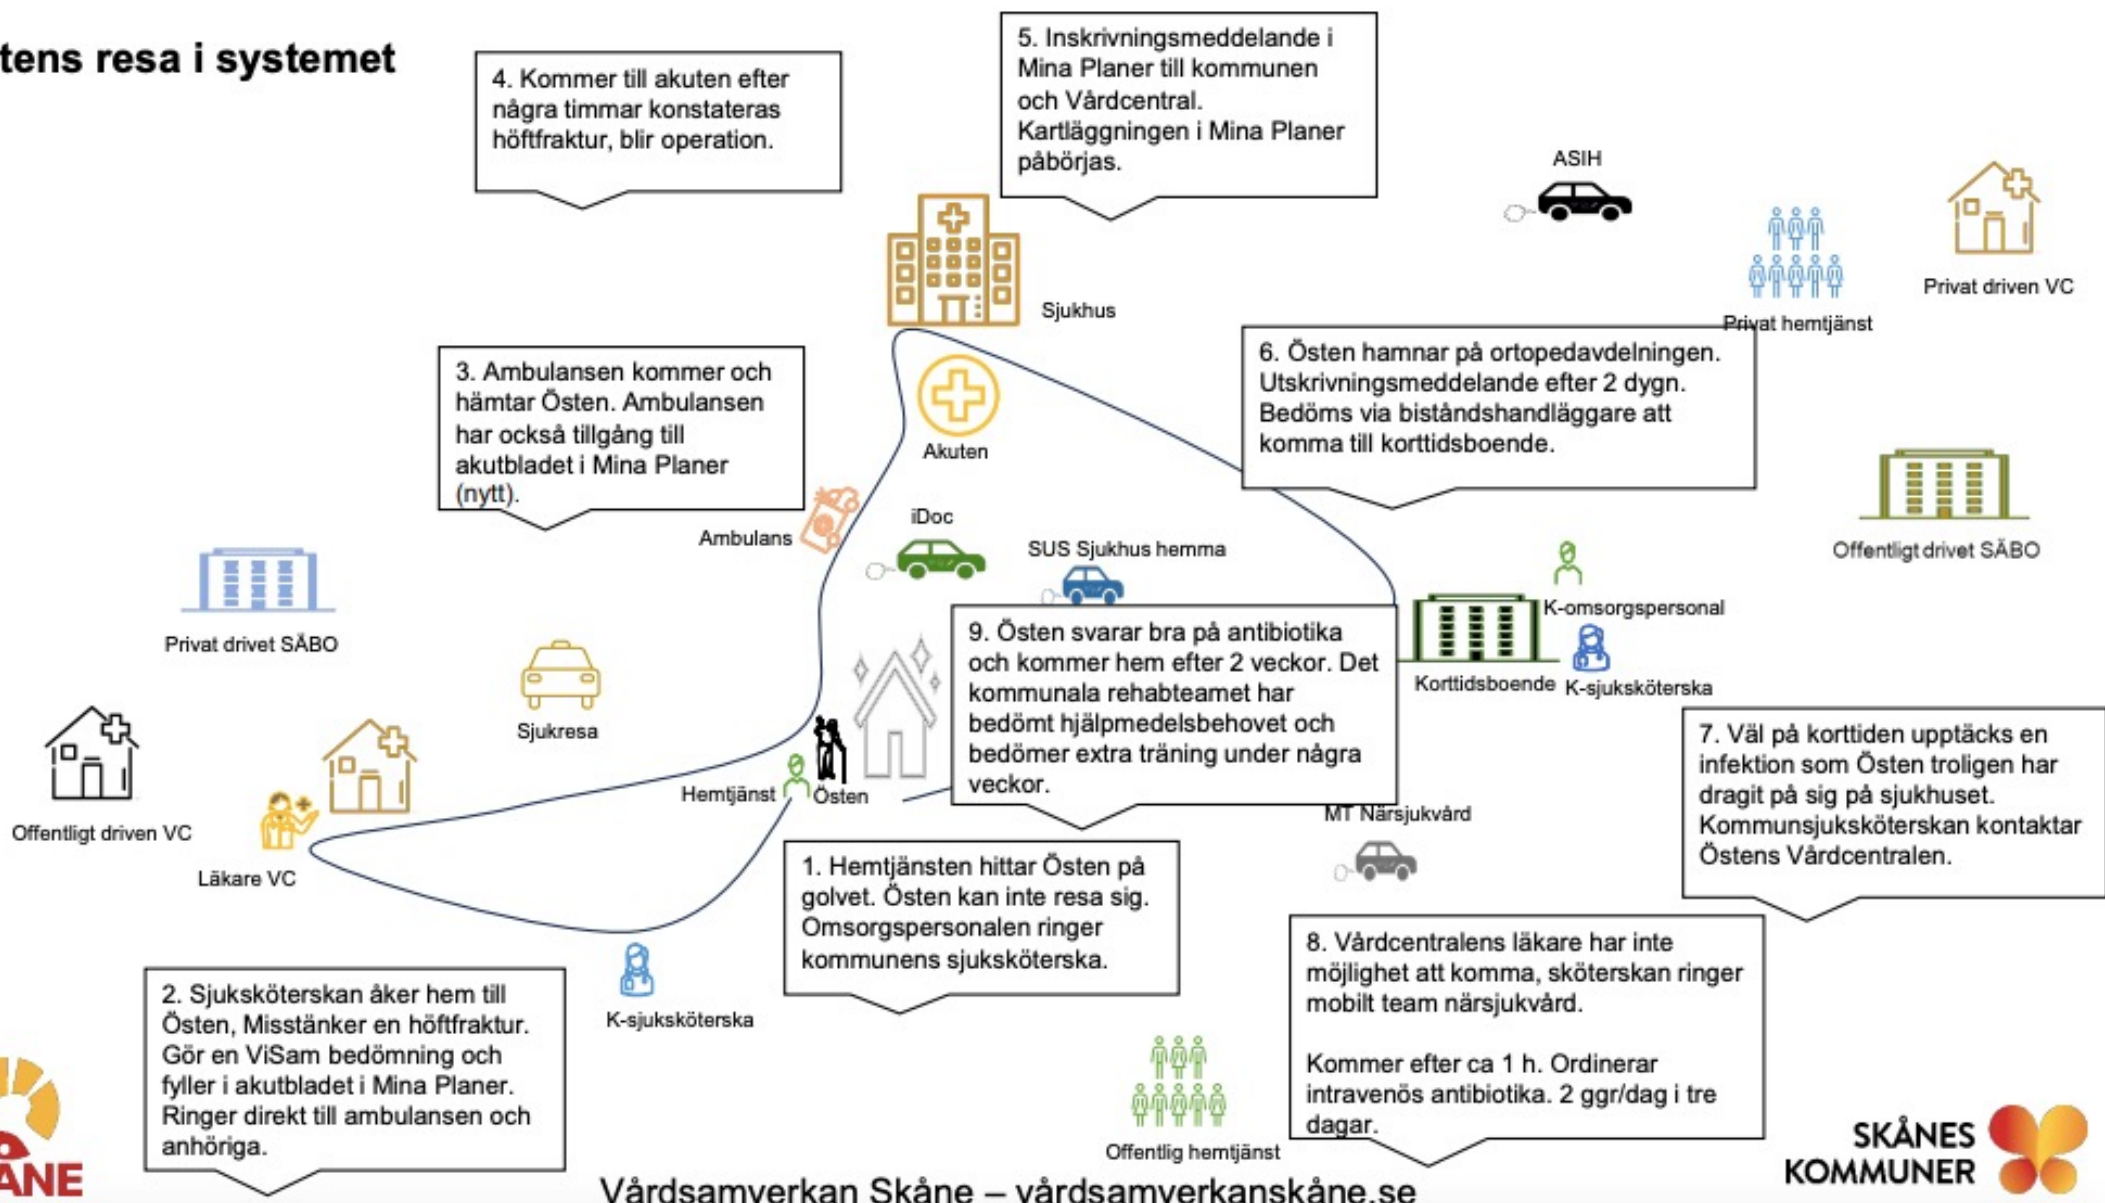 tens resa i systemet
4. Kommer till akuten efter
några timmar konstateras
höftfraktur, blir operation.
5. Inskrivningsmeddelande i
Mina Planer till kommunen
och Vårdcentral.
Kartläggningen i Mina Planer
påbörjas.
ASIH
Privat driven VC
Privat hemtjänst
Sjukhus
3. Ambulansen kommer och
hämtar Östen. Ambulansen
har också tillgång till
akutbladet i Mina Planer
(nytt).
Akuten
6. Östen hamnar på ortopedavdelningen.
Utskrivningsmeddelande efter 2 dygn.
Bedöms via biståndshandläggare att
komma till korttidsboende.
Ambulans
iDoc
SUS Sjukhus hemma
Offentligt drivet SÄBO
Privat drivet SÄBO
K-omsorgspersonal
Korttidsboende
K-sjuksköterska
9. Östen svarar bra på antibiotika
och kommer hem efter 2 veckor. Det
kommunala rehabteamet har
bedömt hjälpmedelsbehovet och
bedömer extra träning under några
veckor.
Sjukresa
Hemtjänst
Östen
MT Närsjukvård
7. Väl på korttiden upptäcks en
infektion som Östen troligen har
dragit på sig på sjukhuset.
Kommunsjuksköterskan kontaktar
Östens Vårdcentralen.
Offentligt driven VC
Läkare VC
1. Hemtjänsten hittar Östen på
golvet. Östen kan inte resa sig.
Omsorgspersonalen ringer
kommunens sjuksköterska.
2. Sjuksköterskan åker hem till
Östen, Misstänker en höftfraktur.
Gör en ViSam bedömning och
fyller i akutbladet i Mina Planer.
Ringer direkt till ambulansen och
anhöriga.
K-sjuksköterska
8. Vårdcentralens läkare har inte
möjlighet att komma, sköterskan ringer
mobilt team närsjukvård.
Kommer efter ca 1 h. Ordinerar
intravenös antibiotika. 2 ggr/dag i tre
dagar.
Offentlig hemtjänst
ÅNE
Vårdsamverkan Skåne – vårdsamverkanskåne.se
SKÅNES
KOMMUNER